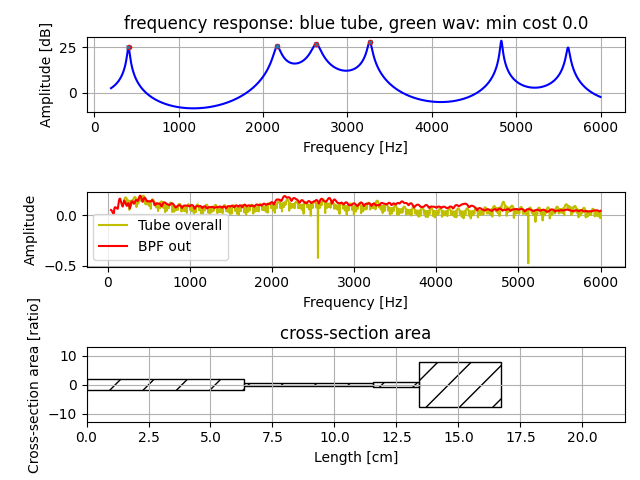 frequency response: blue tube, green wav: min cost 0.0
Amplitude [dB]
25
0
0 1000 2000 3000 4000 5000 6000
Frequency [Hz]
Amplitude
0.0
−0.5
Tube overall
BPF out
0 1000 2000 3000 4000 5000 6000
Frequency [Hz]
cross-section area
Cross-section area [ratio]
10
0
−10
0.0 2.5 5.0 7.5 10.0 12.5 15.0 17.5 20.0
Length [cm]